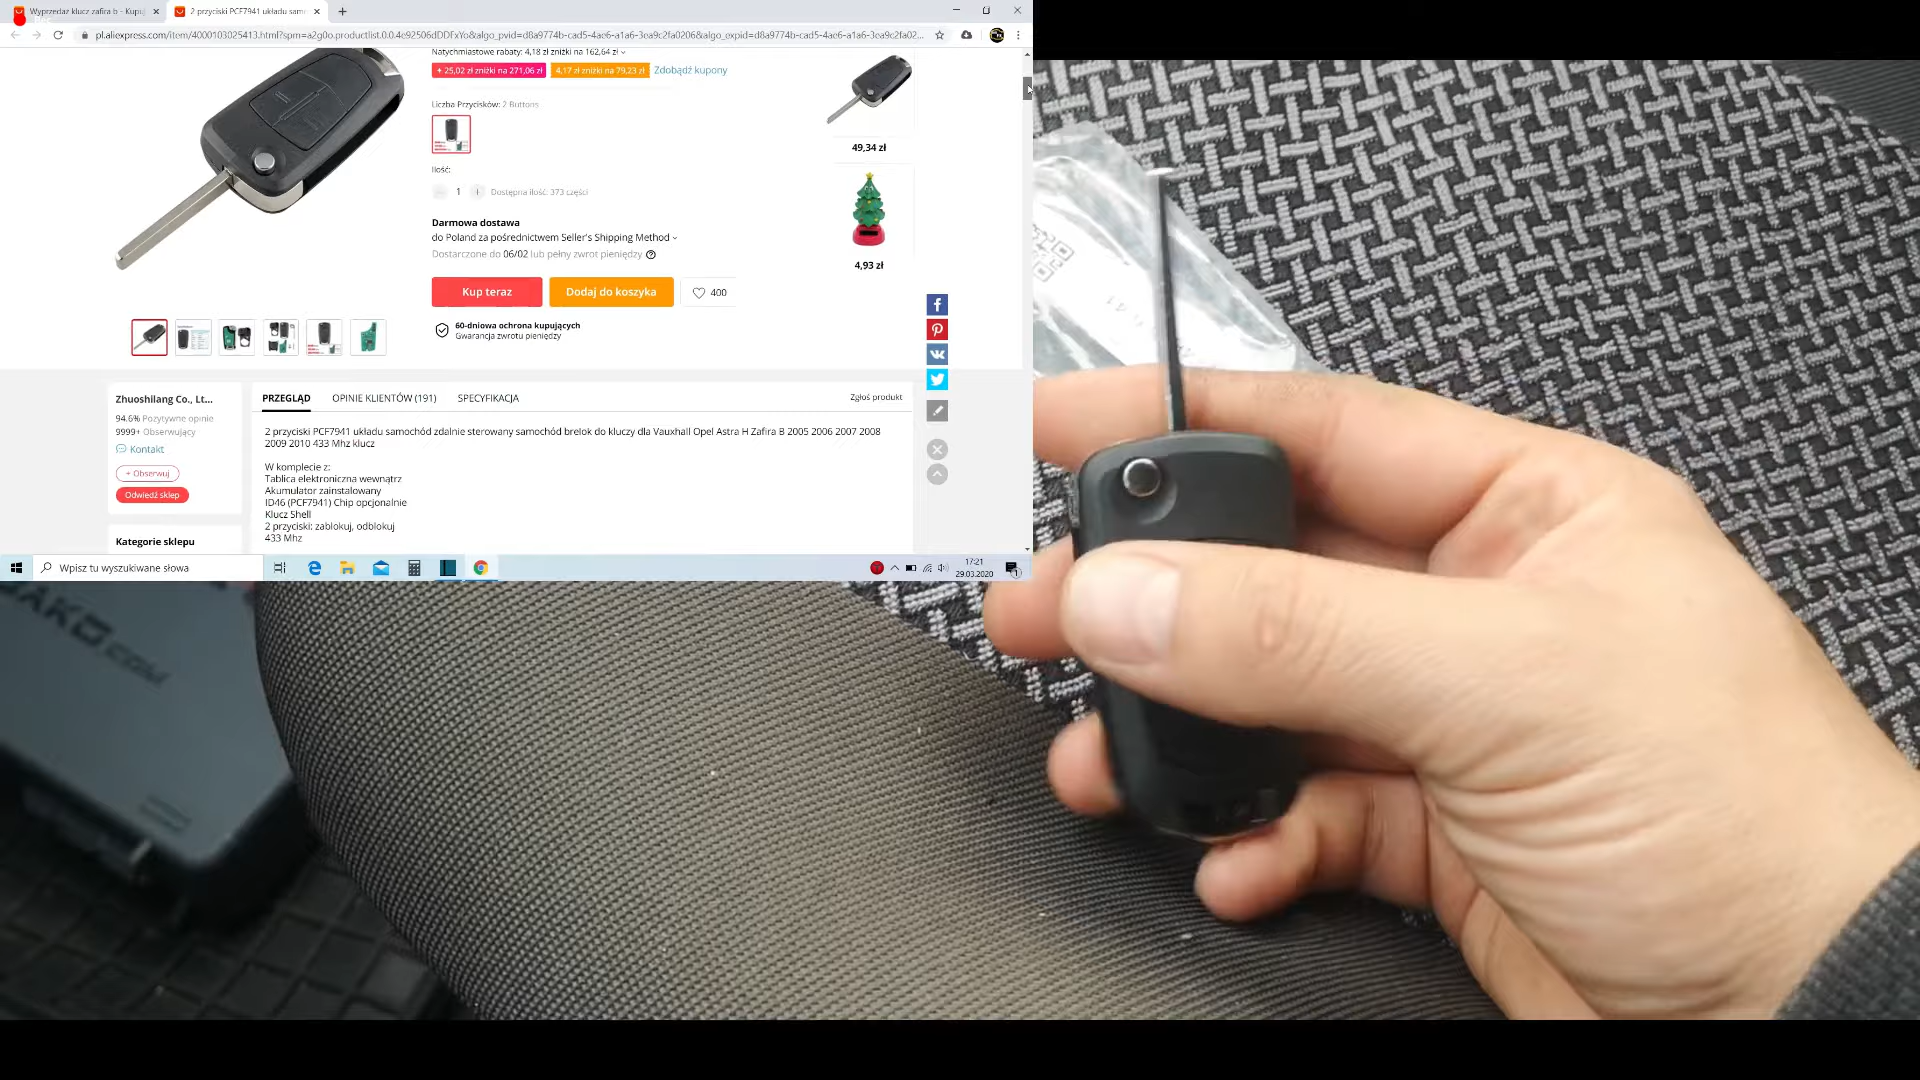 Wyprzedaż klucz zafira b - Kupuj
2 przyciski PCF7941 układu sam
pl.aliexpress.com/item/4000103025413.html?spm=a2g0o.productlist.0.0.4e92506dDDFxYo&algo_pvid=d8a9774b-cad5-4ae6-a1a6-3ea9c2fa0206&algo_expid=d8a9774b-cad5-4ae6-a1a6-3ea9c2fa02...
Natychmiastowe rabaty: 4,18 zł zniżki na 162,64 zł
+ 25,02 zł zniżki na 271,06 zł
4,17 zł zniżki na 79,23 zł
Zdobądź kupony
Liczba Przycisków: 2 Buttons
Ilość:
1
Dostępna ilość: 373 części
Darmowa dostawa
do Poland za pośrednictwem Seller's Shipping Method
Dostarczone do 06/02 lub pełny zwrot pieniędzy
Kup teraz
Dodaj do koszyka
400
60-dniowa ochrona kupujących
Gwarancja zwrotu pieniędzy
49,34 zł
4,93 zł
Zhuoshilang Co., Lt...
94.6% Pozytywne opinie
9999+ Obserwujący
Kontakt
+ Obserwuj
Odwiedź sklep
Kategorie sklepu
PRZEGLĄD
OPINIE KLIENTÓW (191)
SPECYFIKACJA
Zgłoś produkt
2 przyciski PCF7941 układu samochód zdalnie sterowany samochód brelok do kluczy dla Vauxhall Opel Astra H Zafira B 2005 2006 2007 2008
2009 2010 433 Mhz klucz
W komplecie z:
Tablica elektroniczna wewnątrz
Akumulator zainstalowany
ID46 (PCF7941) Chip opcjonalnie
Klucz Shell
2 przyciski: zablokuj, odblokuj
433 Mhz
Wpisz tu wyszukiwane słowa
17:21
29.03.2020